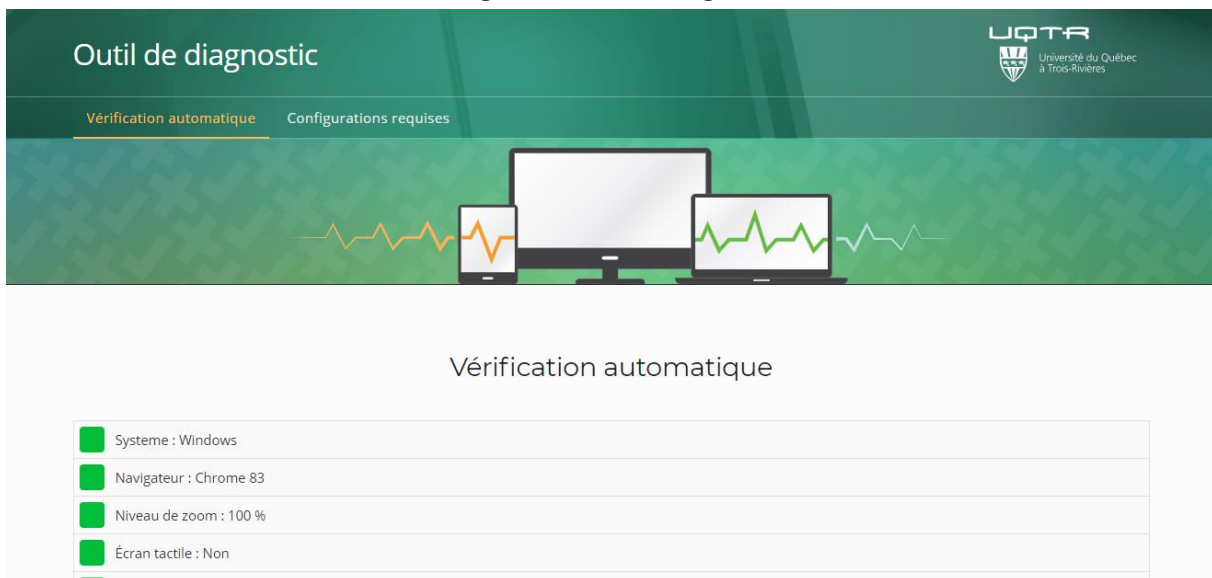 UQTR
Outil de diagnostic
Université du Québec
à Trois-Rivières
Vérification automatique
Configurations requises
Vérification automatique
Systeme : Windows
Navigateur : Chrome 83
Niveau de zoom : 100 %
Écran tactile : Non